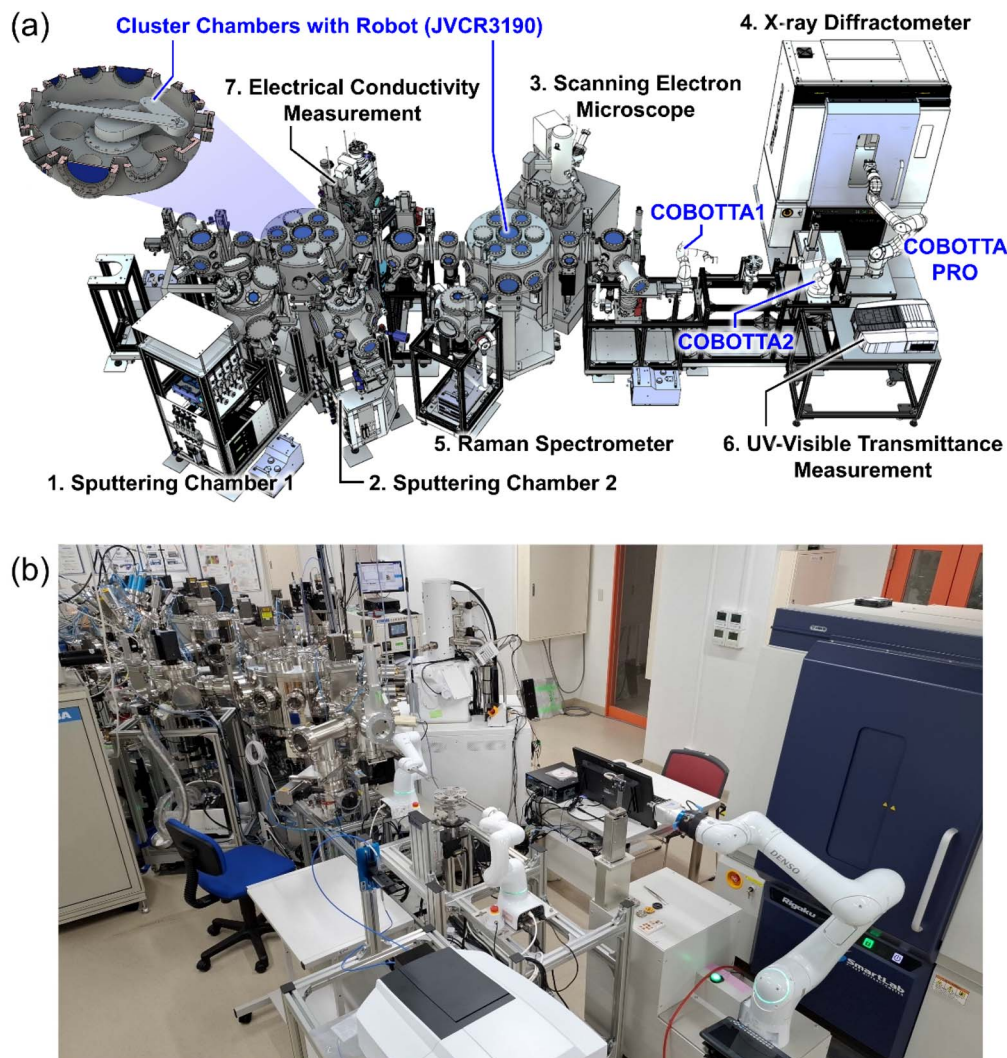 (a)
Cluster Chambers with Robot (JVCR3190)
4. X-ray Diffractometer
7. Electrical Conductivity
Measurement
3. Scanning Electron
Microscope
COBOTTA1
COBOTTA
PRO
COBOTTA2
5. Raman Spectrometer
6. UV-Visible Transmittance
Measurement
1. Sputtering Chamber 1
2. Sputtering Chamber 2
(b)
DENSO
Rigaku
SmartLab